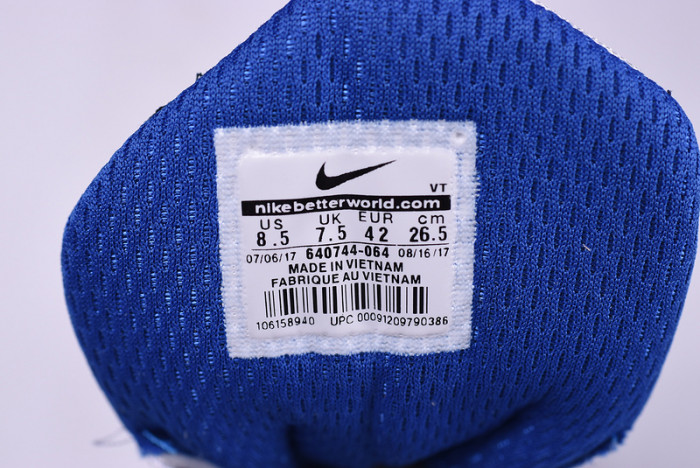 VT
nikebetterworld.com
US UK EUR cm
8.5 7.5 42 26.5
07/06/17 640744-064 08/16/17
MADE IN VIETNAM
FABRIQUE AU VIETNAM
106158940 UPC 00091209790386